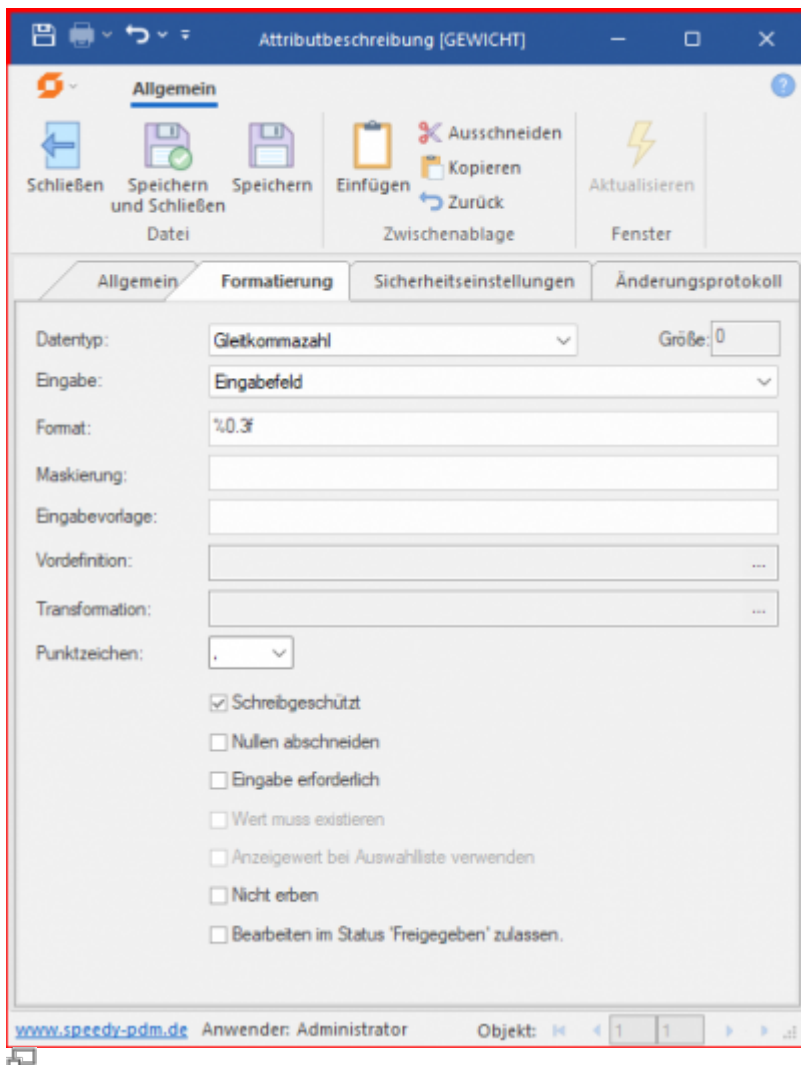 Attributbeschreibung [GEWICHT]
Allgemein
Schließen
Speichern und Schließen
Speichern
Einfügen
Ausschneiden
Kopieren
Zurück
Aktualisieren
Datei
Zwischenablage
Fenster
Allgemein
Formatierung
Sicherheitseinstellungen
Änderungsprotokoll
Datentyp: Gleitkommazahl Größe: 0
Eingabe: Eingabefeld
Format: %0.3f
Maskierung:
Eingabevorlage:
Vordefinition: ...
Transformation: ...
Punktzeichen: .
Schreibgeschützt
Nullen abschneiden
Eingabe erforderlich
Wert muss existieren
Anzeigewert bei Auswahlliste verwenden
Nicht erben
Bearbeiten im Status 'Freigegeben' zulassen.
www.speedy-pdm.de Anwender: Administrator Objekt: 1 1